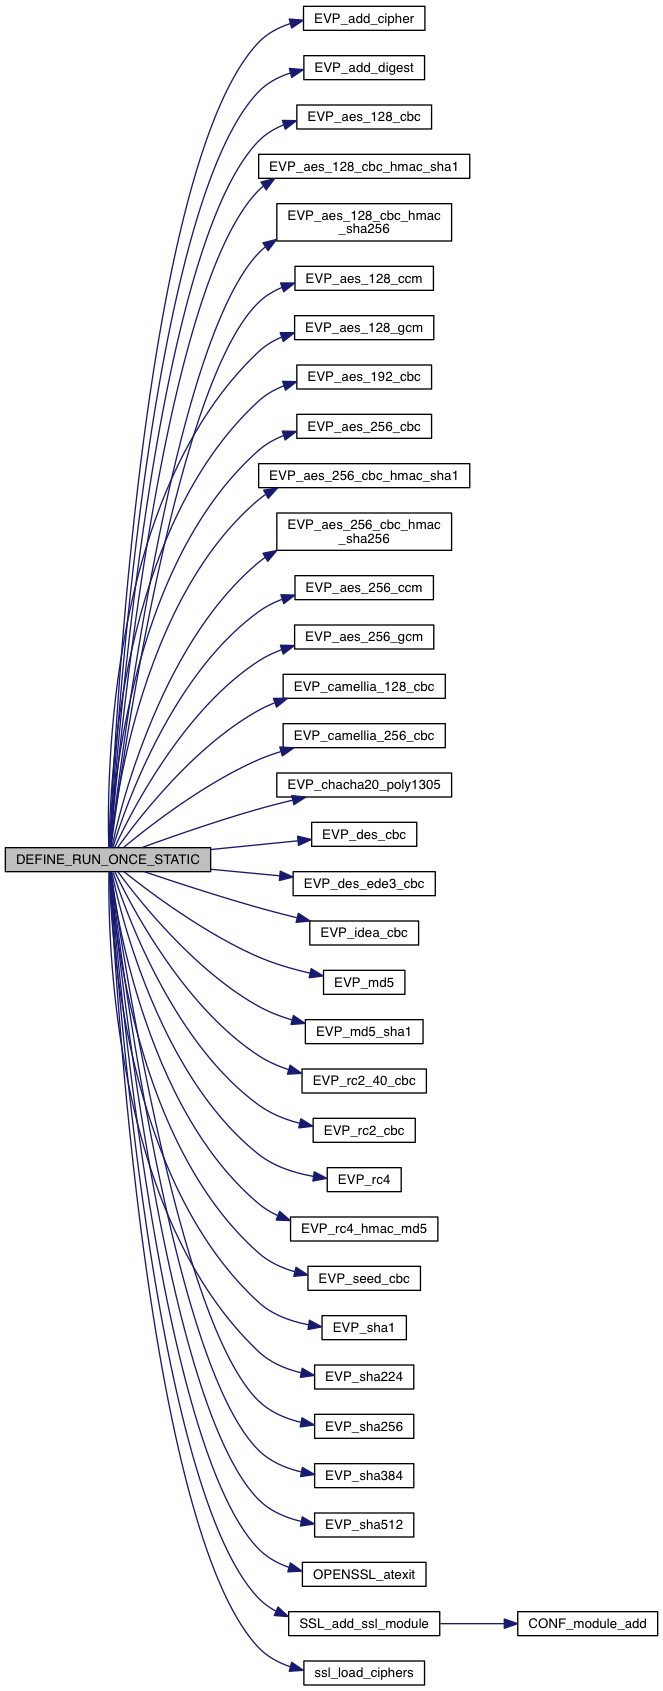 EVP_add_cipher
EVP_add_digest
EVP_aes_128_cbc
EVP_aes_128_cbc_hmac_sha1
EVP_aes_128_cbc_hmac
_sha256
EVP_aes_128_ccm
EVP_aes_128_gcm
EVP_aes_192_cbc
EVP_aes_256_cbc
EVP_aes_256_cbc_hmac_sha1
EVP_aes_256_cbc_hmac
_sha256
EVP_aes_256_ccm
EVP_aes_256_gcm
EVP_camellia_128_cbc
EVP_camellia_256_cbc
EVP_chacha20_poly1305
EVP_des_cbc
DEFINE_RUN_ONCE_STATIC
EVP_des_ede3_cbc
EVP_idea_cbc
EVP_md5
EVP_md5_sha1
EVP_rc2_40_cbc
EVP_rc2_cbc
EVP_rc4
EVP_rc4_hmac_md5
EVP_seed_cbc
EVP_sha1
EVP_sha224
EVP_sha256
EVP_sha384
EVP_sha512
OPENSSL_atexit
SSL_add_ssl_module
CONF_module_add
ssl_load_ciphers